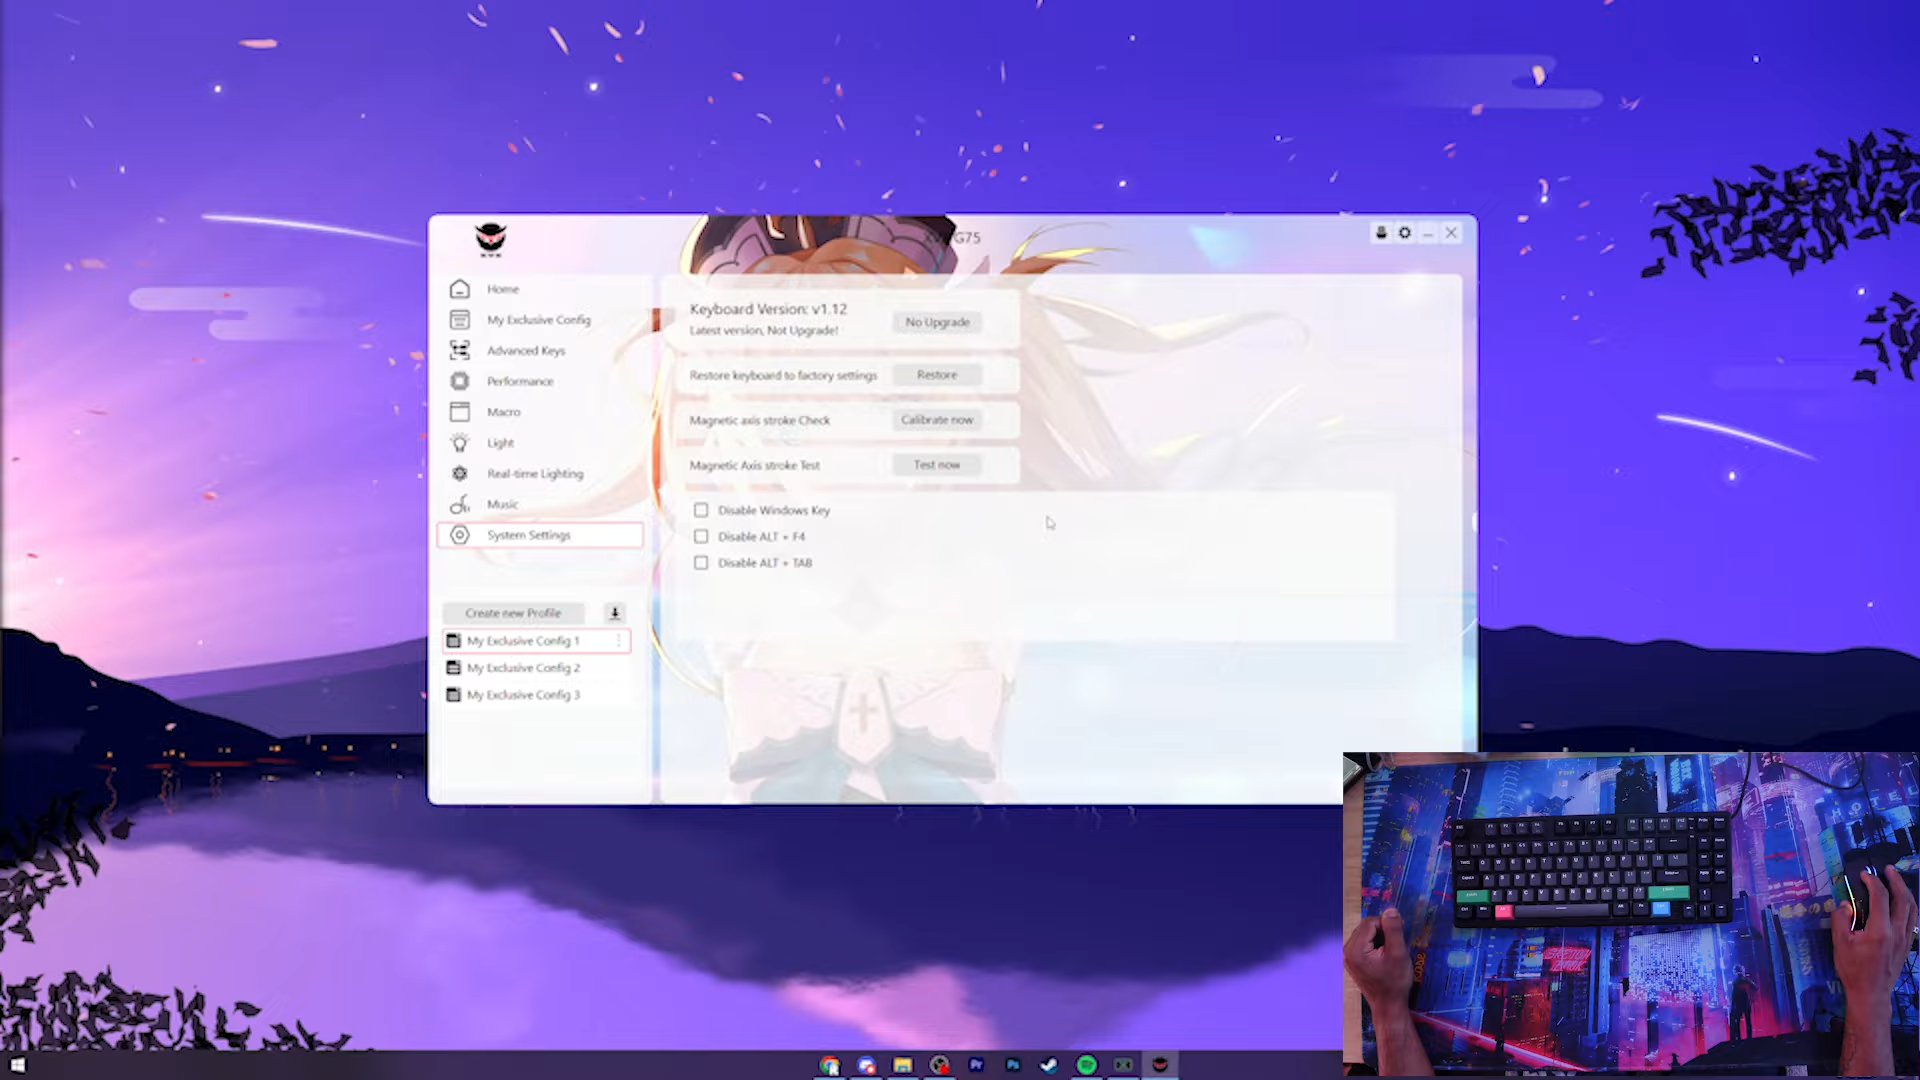 G75
Home
My Exclusive Config
Advanced Keys
Performance
Macro
Light
Real-time Lighting
Music
System Settings
Create new Profile
My Exclusive Config 1
My Exclusive Config 2
My Exclusive Config 3
Keyboard Version: v1.12
Latest version, Not Upgrade!
No Upgrade
Restore keyboard to factory settings
Restore
Magnetic axis stroke Check
Calibrate now
Magnetic Axis stroke Test
Test now
Disable Windows Key
Disable ALT + F4
Disable ALT + TAB
Pr
Ps